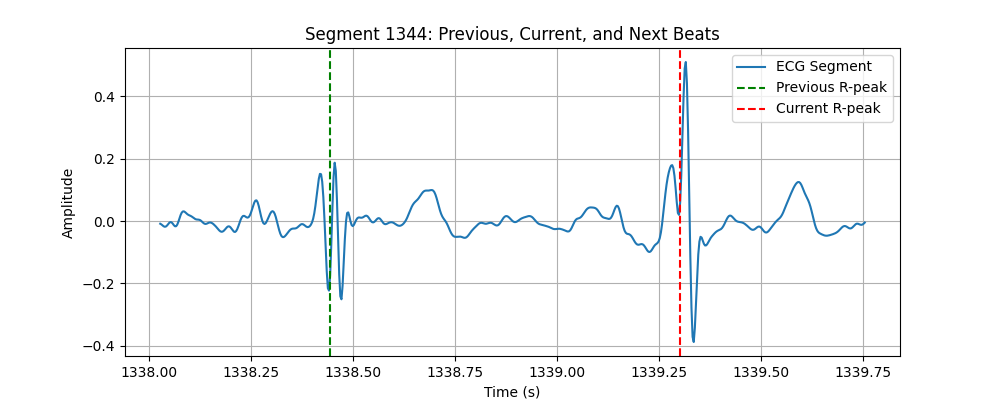 Segment 1344: Previous, Current, and Next Beats
ECG Segment
Previous R-peak
Current R-peak
Amplitude
0.4
0.2
0.0
−0.2
−0.4
1338.00 1338.25 1338.50 1338.75 1339.00 1339.25 1339.50 1339.75
Time (s)